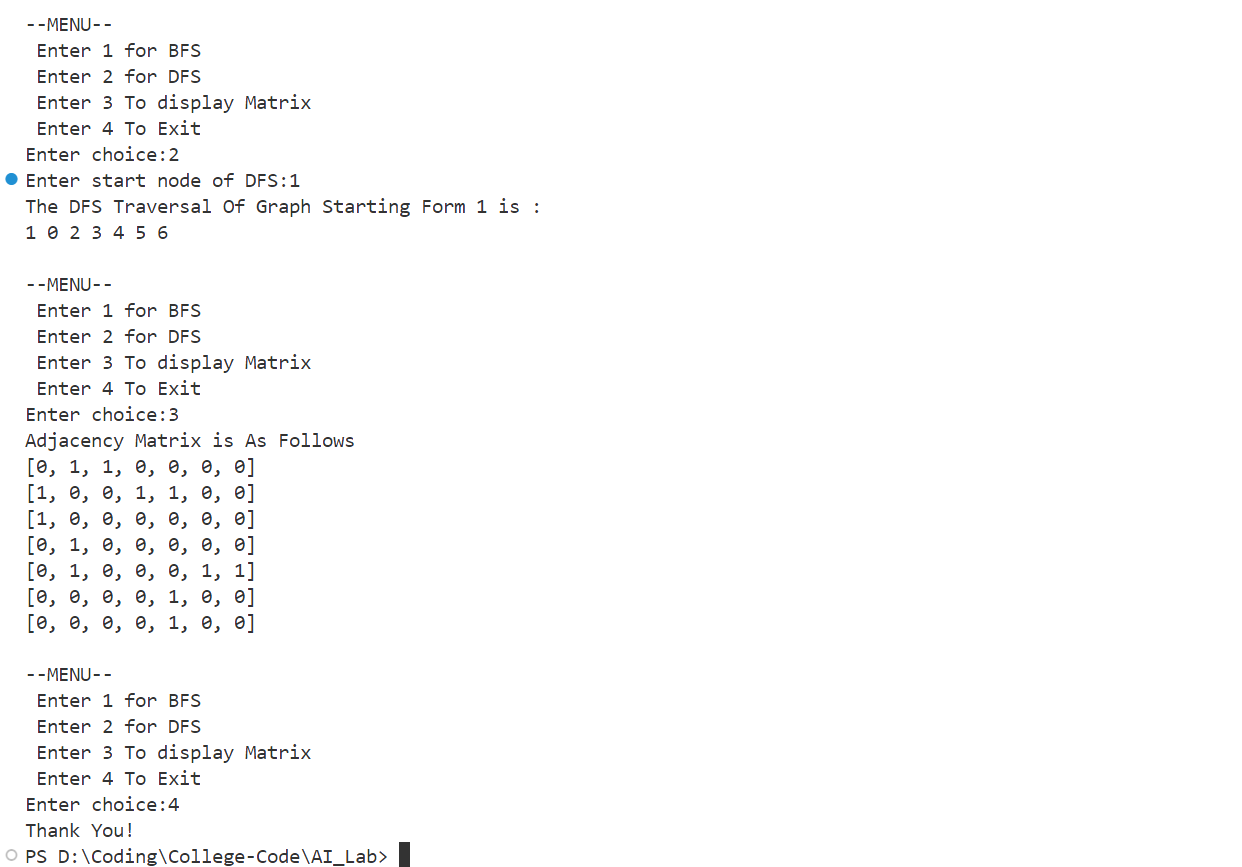 --MENU--
 Enter 1 for BFS
 Enter 2 for DFS
 Enter 3 To display Matrix
 Enter 4 To Exit
Enter choice:2
Enter start node of DFS:1
The DFS Traversal Of Graph Starting Form 1 is :
1 0 2 3 4 5 6

--MENU--
 Enter 1 for BFS
 Enter 2 for DFS
 Enter 3 To display Matrix
 Enter 4 To Exit
Enter choice:3
Adjacency Matrix is As Follows
[0, 1, 1, 0, 0, 0, 0]
[1, 0, 0, 1, 1, 0, 0]
[1, 0, 0, 0, 0, 0, 0]
[0, 1, 0, 0, 0, 0, 0]
[0, 1, 0, 0, 0, 1, 1]
[0, 0, 0, 0, 1, 0, 0]
[0, 0, 0, 0, 1, 0, 0]

--MENU--
 Enter 1 for BFS
 Enter 2 for DFS
 Enter 3 To display Matrix
 Enter 4 To Exit
Enter choice:4
Thank You!
PS D:\Coding\College-Code\AI_Lab>